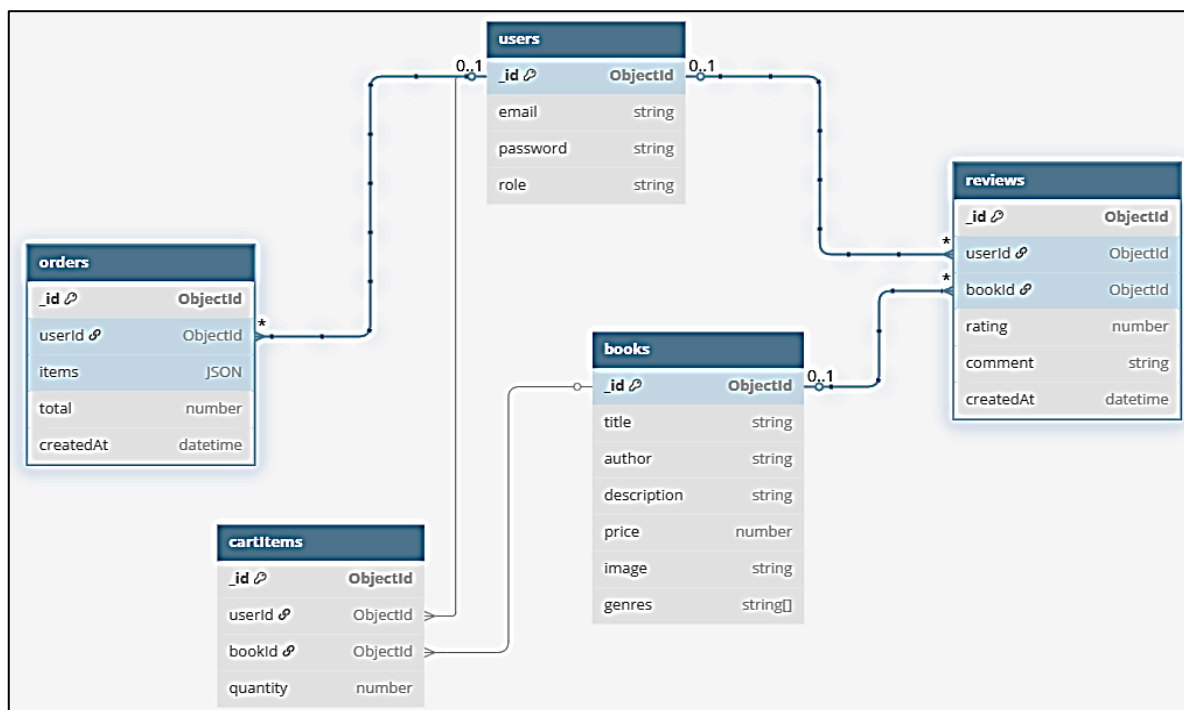 users
0..1
_id ObjectId
0..1
email string
password string
role string
reviews
_id ObjectId
*
userId ObjectId
*
bookId ObjectId
rating number
comment string
createdAt datetime
orders
_id ObjectId
*
userId ObjectId
items JSON
total number
createdAt datetime
books
_id ObjectId
0..1
title string
author string
description string
price number
image string
genres string[]
cartItems
_id ObjectId
userId ObjectId
bookId ObjectId
quantity number